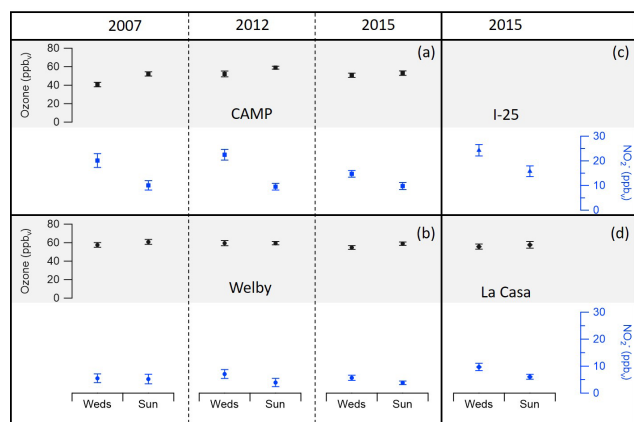 2007 2012 2015 2015
80 (a) (c)
60
40
20
0
Ozone (ppbv)
CAMP I-25
30
20
10
0
NO2- (ppbv)
80 (b) (d)
60
40
20
0
Ozone (ppbv)
Welby La Casa
30
20
10
0
NO2- (ppbv)
Weds Sun Weds Sun Weds Sun Weds Sun